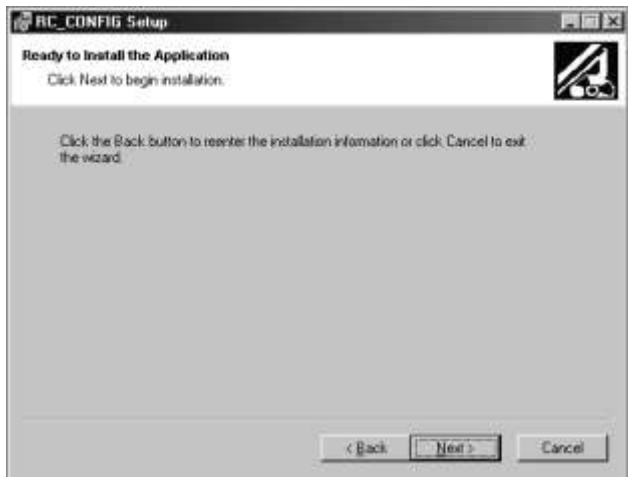 RC_CONFIG Setup
Ready to Install the Application
Click Next to begin installation.
Click the Back button to reenter the installation information or click Cancel to exit
the wizard.
< Back
Next >
Cancel